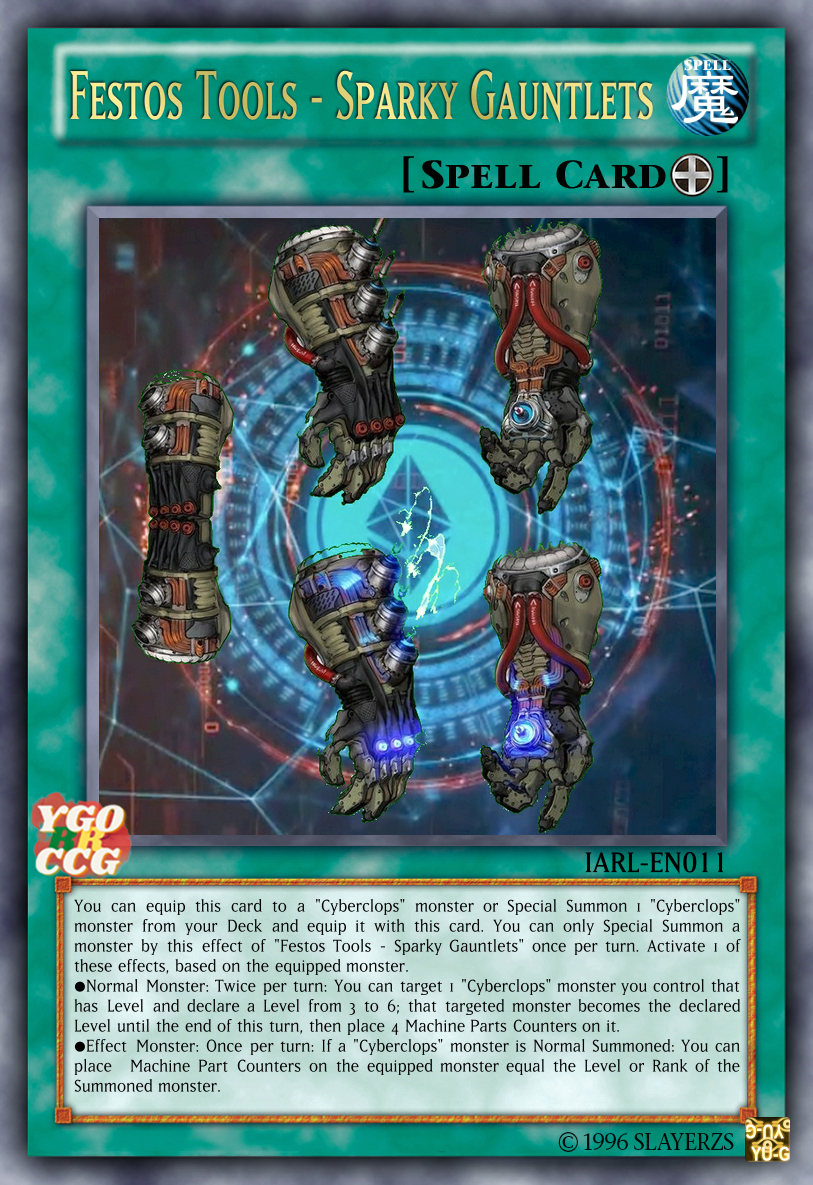 FESTOS TOOLS - SPARKY GAUNTLETS
SPELL
魔
[SPELL CARD]
YGO
BR
CCG
IARL-EN011
You can equip this card to a "Cyberclops" monster or Special Summon 1 "Cyberclops"
monster from your Deck and equip it with this card. You can only Special Summon a
monster by this effect of "Festos Tools - Sparky Gauntlets" once per turn. Activate 1 of
these effects, based on the equipped monster.
●Normal Monster: Twice per turn: You can target 1 "Cyberclops" monster you control that
has Level and declare a Level from 3 to 6; that targeted monster becomes the declared
Level until the end of this turn, then place 4 Machine Parts Counters on it.
●Effect Monster: Once per turn: If a "Cyberclops" monster is Normal Summoned: You can
place Machine Part Counters on the equipped monster equal the Level or Rank of the
Summoned monster.
© 1996 SLAYERZS
YU-G